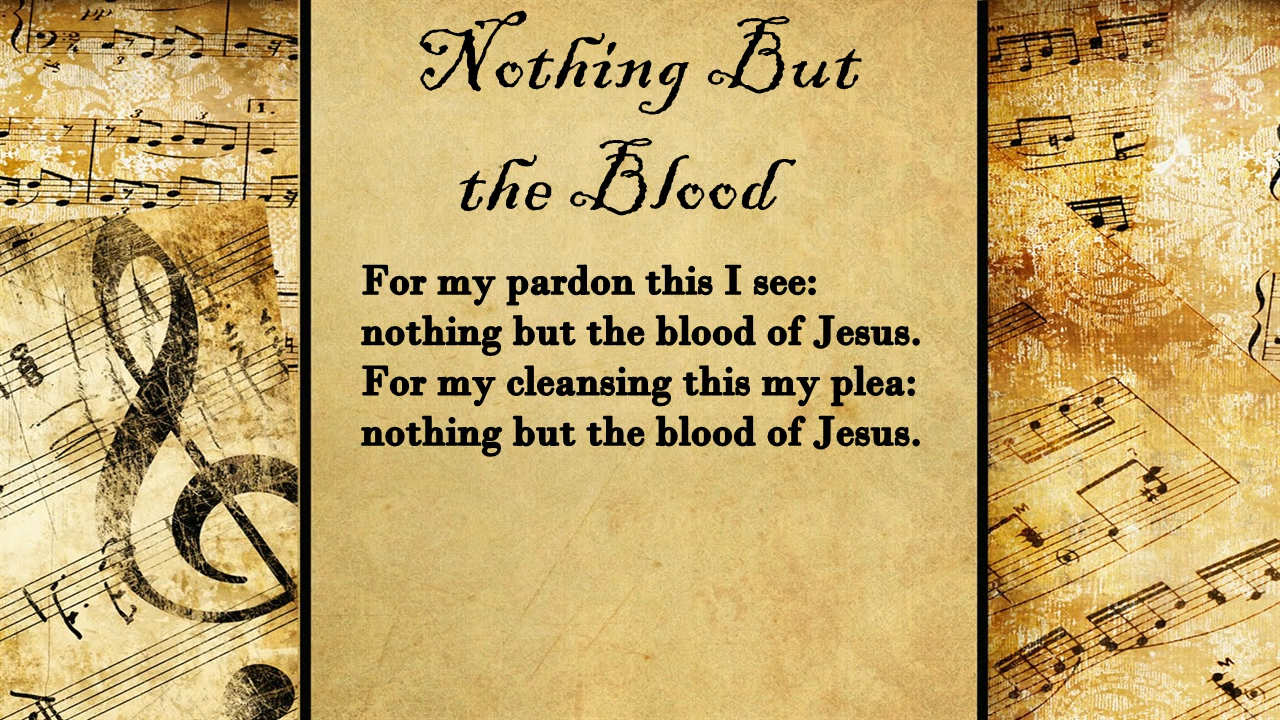 Nothing But
the Blood
For my pardon this I see:
nothing but the blood of Jesus.
For my cleansing this my plea:
nothing but the blood of Jesus.